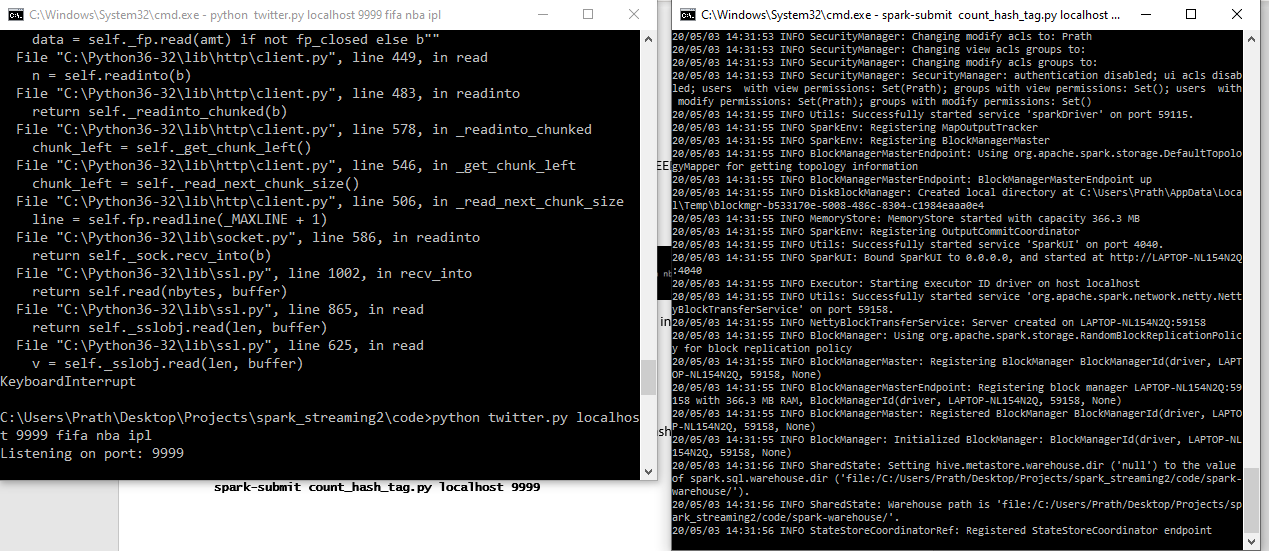 C:\Windows\System32\cmd.exe - python  twitter.py localhost 9999 fifa nba ipl
    data = self._fp.read(amt) if not fp_closed else b""
  File "C:\Python36-32\lib\http\client.py", line 449, in read
    n = self.readinto(b)
  File "C:\Python36-32\lib\http\client.py", line 483, in readinto
    return self._readinto_chunked(b)
  File "C:\Python36-32\lib\http\client.py", line 578, in _readinto_chunked
    chunk_left = self._get_chunk_left()
  File "C:\Python36-32\lib\http\client.py", line 546, in _get_chunk_left
    chunk_left = self._read_next_chunk_size()
  File "C:\Python36-32\lib\http\client.py", line 506, in _read_next_chunk_size
    line = self.fp.readline(_MAXLINE + 1)
  File "C:\Python36-32\lib\socket.py", line 586, in readinto
    return self._sock.recv_into(b)
  File "C:\Python36-32\lib\ssl.py", line 1002, in recv_into
    return self.read(nbytes, buffer)
  File "C:\Python36-32\lib\ssl.py", line 865, in read
    return self._sslobj.read(len, buffer)
  File "C:\Python36-32\lib\ssl.py", line 625, in read
    v = self._sslobj.read(len, buffer)
KeyboardInterrupt
C:\Users\Prath\Desktop\Projects\spark_streaming2\code>python twitter.py localhos
t 9999 fifa nba ipl
Listening on port: 9999
spark-submit count_hash_tag.py localhost 9999
in
C:\Windows\System32\cmd.exe - spark-submit  count_hash_tag.py localhost ...
20/05/03 14:31:53 INFO SecurityManager: Changing modify acls to: Prath
20/05/03 14:31:53 INFO SecurityManager: Changing view acls groups to:
20/05/03 14:31:53 INFO SecurityManager: Changing modify acls groups to:
20/05/03 14:31:53 INFO SecurityManager: SecurityManager: authentication disabled; ui acls disab
led; users  with view permissions: Set(Prath); groups with view permissions: Set(); users  with
 modify permissions: Set(Prath); groups with modify permissions: Set()
20/05/03 14:31:55 INFO Utils: Successfully started service 'sparkDriver' on port 59115.
20/05/03 14:31:55 INFO SparkEnv: Registering MapOutputTracker
20/05/03 14:31:55 INFO SparkEnv: Registering BlockManagerMaster
20/05/03 14:31:55 INFO BlockManagerMasterEndpoint: Using org.apache.spark.storage.DefaultTopolo
gyMapper for getting topology information
20/05/03 14:31:55 INFO BlockManagerMasterEndpoint: BlockManagerMasterEndpoint up
20/05/03 14:31:55 INFO DiskBlockManager: Created local directory at C:\Users\Prath\AppData\Loca
l\Temp\blockmgr-b533170e-5008-486c-8304-c1984eaaa0e4
20/05/03 14:31:55 INFO MemoryStore: MemoryStore started with capacity 366.3 MB
20/05/03 14:31:55 INFO SparkEnv: Registering OutputCommitCoordinator
20/05/03 14:31:55 INFO Utils: Successfully started service 'SparkUI' on port 4040.
20/05/03 14:31:55 INFO SparkUI: Bound SparkUI to 0.0.0.0, and started at http://LAPTOP-NL154N2Q
:4040
20/05/03 14:31:55 INFO Executor: Starting executor ID driver on host localhost
20/05/03 14:31:55 INFO Utils: Successfully started service 'org.apache.spark.network.netty.Nett
yBlockTransferService' on port 59158.
20/05/03 14:31:55 INFO NettyBlockTransferService: Server created on LAPTOP-NL154N2Q:59158
20/05/03 14:31:55 INFO BlockManager: Using org.apache.spark.storage.RandomBlockReplicationPolic
y for block replication policy
20/05/03 14:31:55 INFO BlockManagerMaster: Registering BlockManager BlockManagerId(driver, LAPT
OP-NL154N2Q, 59158, None)
20/05/03 14:31:55 INFO BlockManagerMasterEndpoint: Registering block manager LAPTOP-NL154N2Q:59
158 with 366.3 MB RAM, BlockManagerId(driver, LAPTOP-NL154N2Q, 59158, None)
20/05/03 14:31:55 INFO BlockManagerMaster: Registered BlockManager BlockManagerId(driver, LAPTO
P-NL154N2Q, 59158, None)
20/05/03 14:31:55 INFO BlockManager: Initialized BlockManager: BlockManagerId(driver, LAPTOP-NL
154N2Q, 59158, None)
20/05/03 14:31:56 INFO SharedState: Setting hive.metastore.warehouse.dir ('null') to the value
of spark.sql.warehouse.dir ('file:/C:/Users/Prath/Desktop/Projects/spark_streaming2/code/spark-
warehouse/').
20/05/03 14:31:56 INFO SharedState: Warehouse path is 'file:/C:/Users/Prath/Desktop/Projects/sp
ark_streaming2/code/spark-warehouse/'.
20/05/03 14:31:56 INFO StateStoreCoordinatorRef: Registered StateStoreCoordinator endpoint